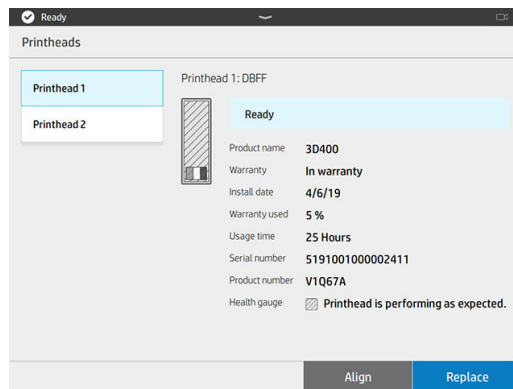 Ready
Printheads
Printhead 1
Printhead 2
Printhead 1: DBFF
Ready
Product name 3D400
Warranty In warranty
Install date 4/6/19
Warranty used 5 %
Usage time 25 Hours
Serial number 5191001000002411
Product number V1Q67A
Health gauge Printhead is performing as expected.
Align Replace